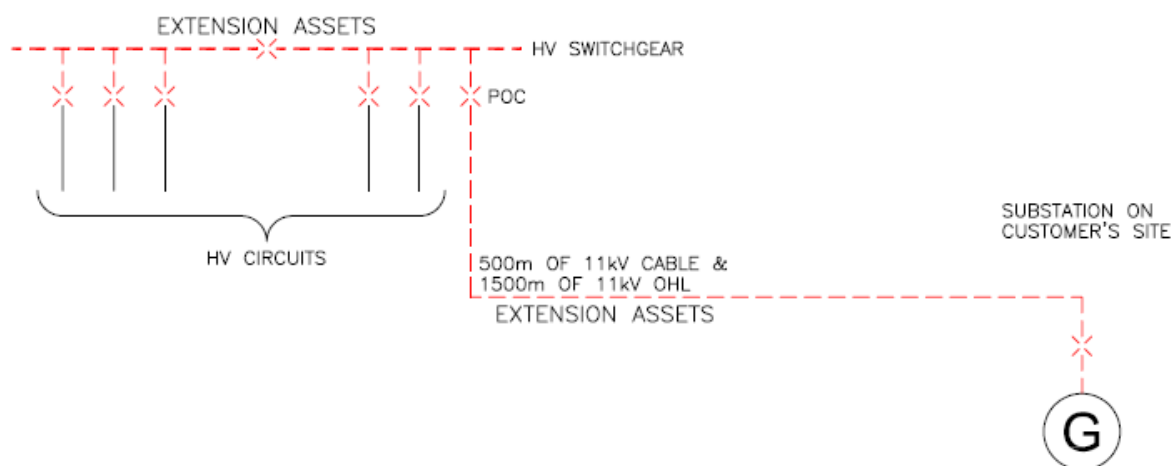 EXTENSION ASSETS
HV SWITCHGEAR
POC
SUBSTATION ON
CUSTOMER'S SITE
HV CIRCUITS
500m OF 11kV CABLE &
1500m OF 11kV OHL
EXTENSION ASSETS
G